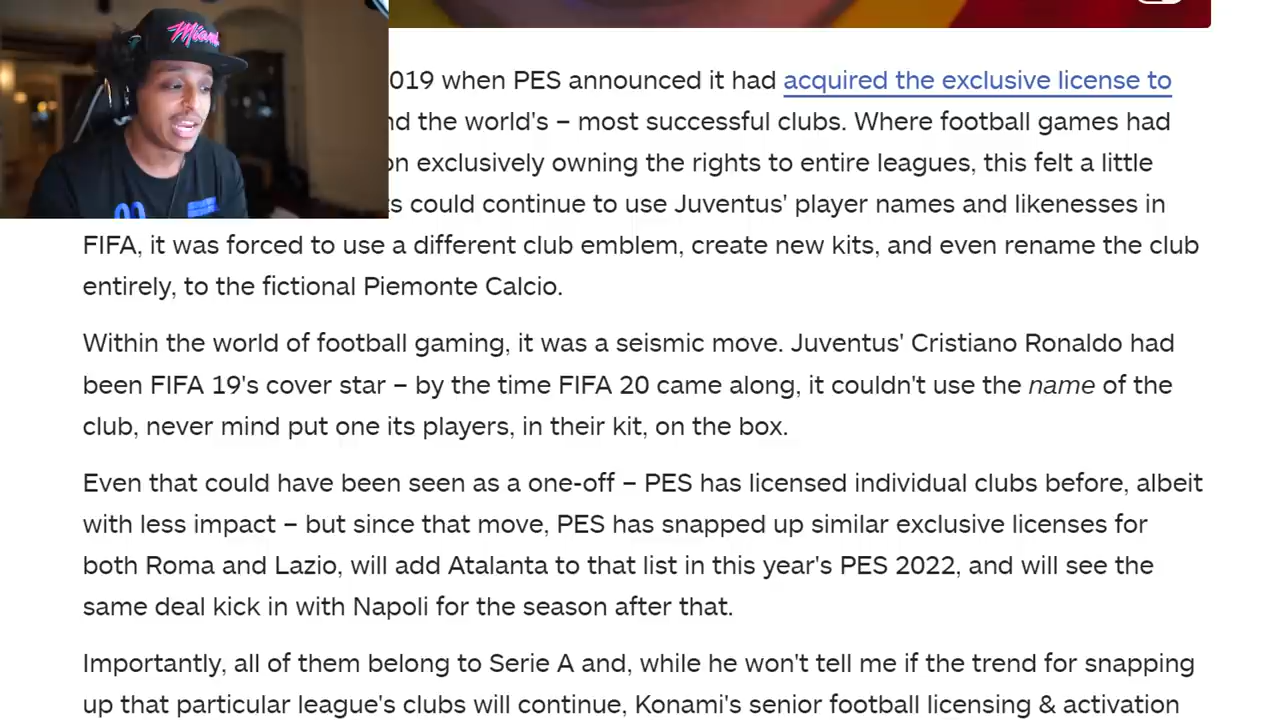 Miami
019 when PES announced it had acquired the exclusive license to
nd the world's – most successful clubs. Where football games had
on exclusively owning the rights to entire leagues, this felt a little
ts could continue to use Juventus' player names and likenesses in
FIFA, it was forced to use a different club emblem, create new kits, and even rename the club
entirely, to the fictional Piemonte Calcio.
Within the world of football gaming, it was a seismic move. Juventus' Cristiano Ronaldo had
been FIFA 19's cover star – by the time FIFA 20 came along, it couldn't use the name of the
club, never mind put one its players, in their kit, on the box.
Even that could have been seen as a one-off – PES has licensed individual clubs before, albeit
with less impact – but since that move, PES has snapped up similar exclusive licenses for
both Roma and Lazio, will add Atalanta to that list in this year's PES 2022, and will see the
same deal kick in with Napoli for the season after that.
Importantly, all of them belong to Serie A and, while he won't tell me if the trend for snapping
up that particular league's clubs will continue, Konami's senior football licensing & activation